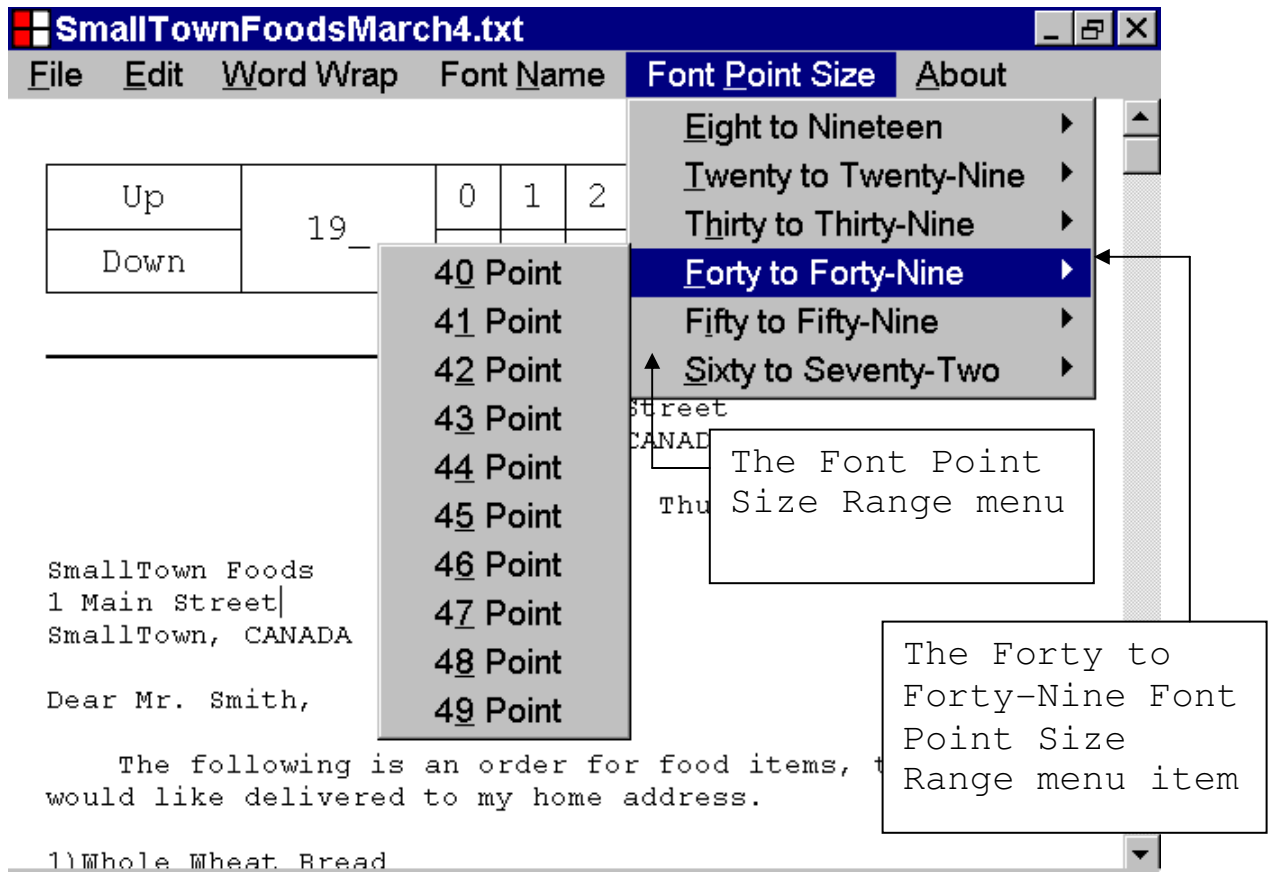 SmallTownFoodsMarch4.txt
File Edit Word Wrap Font Name Font Point Size About
Eight to Nineteen
Twenty to Twenty-Nine
Thirty to Thirty-Nine
Forty to Forty-Nine
Fifty to Fifty-Nine
Sixty to Seventy-Two
Up
Down
19_
0 1 2
40 Point
41 Point
42 Point
43 Point
44 Point
45 Point
46 Point
47 Point
48 Point
49 Point
Street
CANAD
Thu
The Font Point
Size Range menu
The Forty to
Forty-Nine Font
Point Size
Range menu item
SmallTown Foods
1 Main Street
SmallTown, CANADA
Dear Mr. Smith,
The following is an order for food items, t
would like delivered to my home address.
1)Whole Wheat Bread